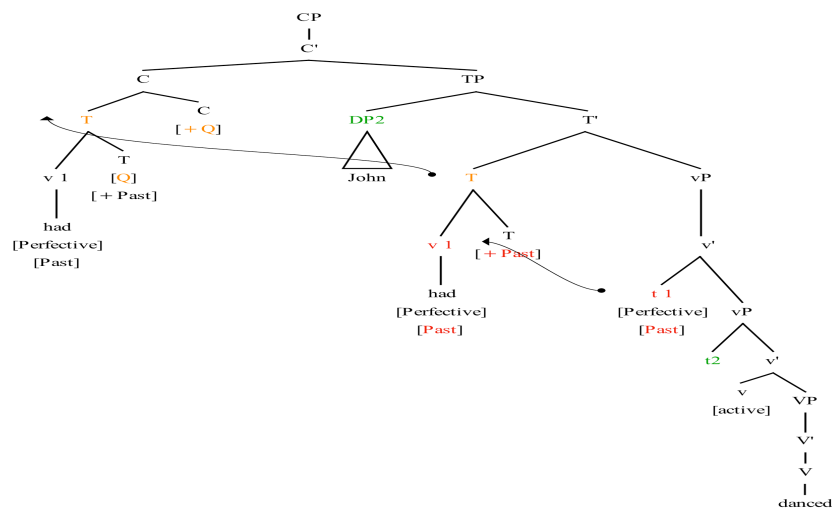 CP
C'
C TP
T C DP2 T'
[+Q]
T
v 1 [Q] John T vP
[+Past]
had T
[Perfective] v 1 [+Past] v'
[Past]
had t 1
[Perfective] [Perfective] vP
[Past] [Past]
t2 v'
v VP
[active]
V'
V
danced